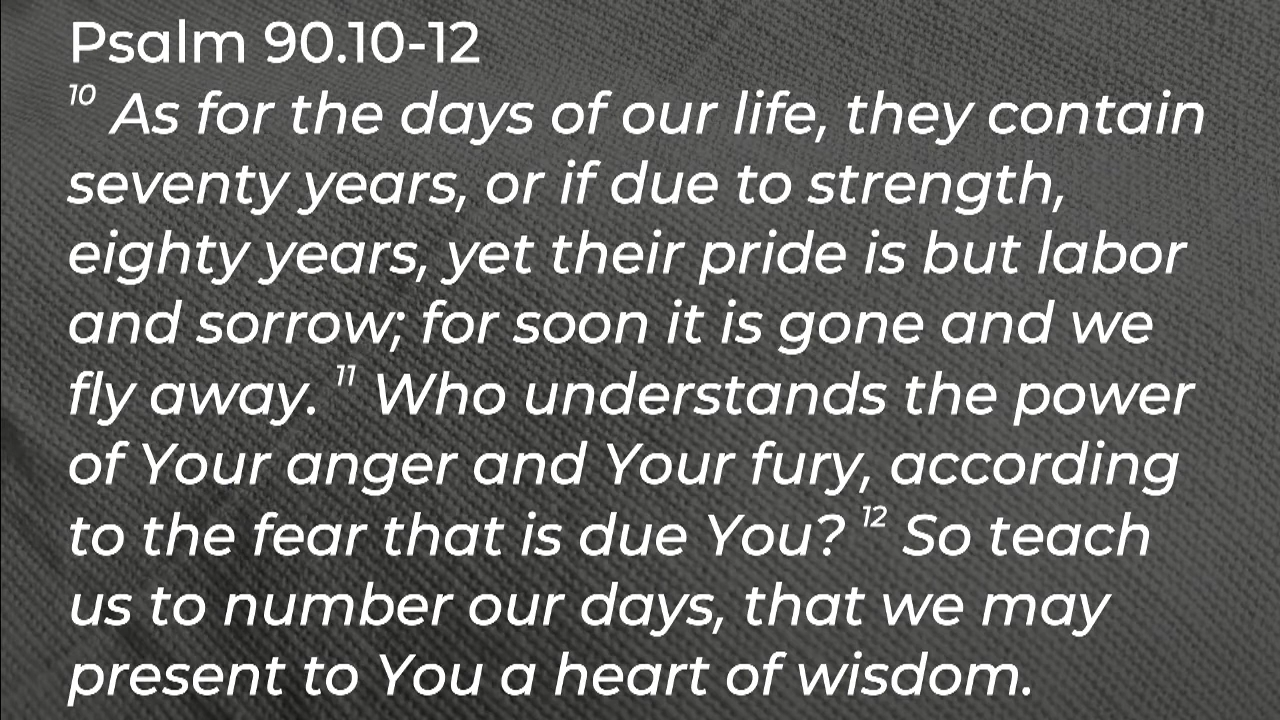 Psalm 90.10-12
10 As for the days of our life, they contain
seventy years, or if due to strength,
eighty years, yet their pride is but labor
and sorrow; for soon it is gone and we
fly away. 11 Who understands the power
of Your anger and Your fury, according
to the fear that is due You? 12 So teach
us to number our days, that we may
present to You a heart of wisdom.